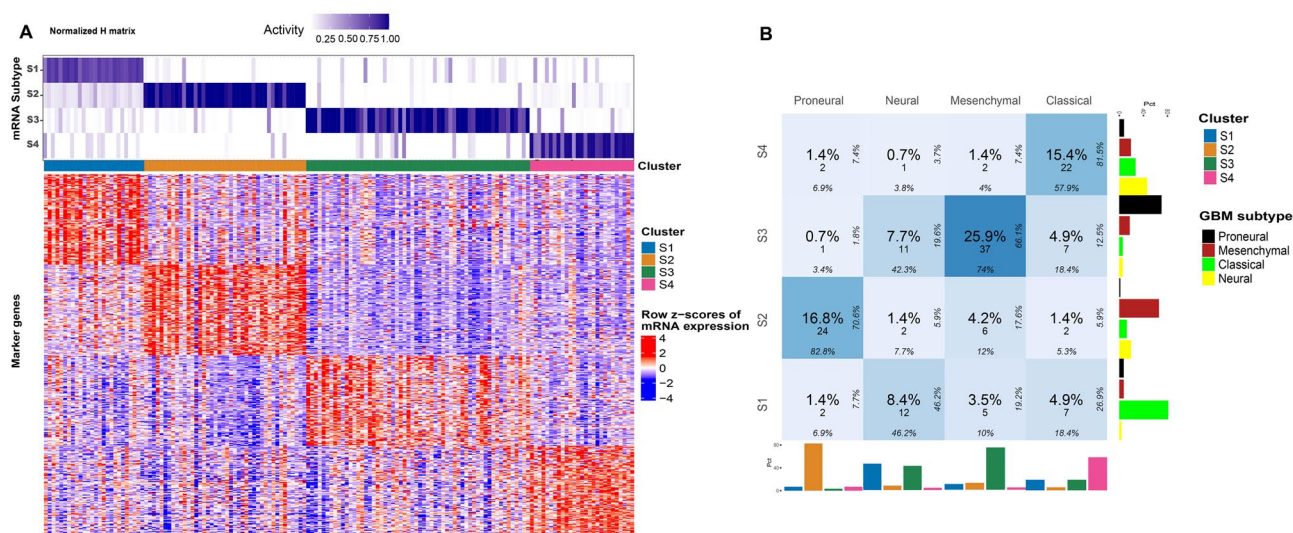 A
Normalized H matrix
Activity
0.25 0.50 0.75 1.00
mRNA Subtype
S1
S2
S3
S4
Cluster
Marker genes
Cluster
S1
S2
S3
S4
Row z-scores of
mRNA expression
4
2
0
−2
−4
B
Proneural Neural Mesenchymal Classical
S4
1.4% 2 7.4% 6.9%
0.7% 1 3.7% 3.8%
1.4% 2 7.4% 4%
15.4% 22 81.5% 57.9%
S3
0.7% 1 1.8% 3.4%
7.7% 11 19.6% 42.3%
25.9% 37 66.1% 74%
4.9% 7 12.5% 18.4%
S2
16.8% 24 70.6% 82.8%
1.4% 2 5.9% 7.7%
4.2% 6 17.6% 12%
1.4% 2 5.9% 5.3%
S1
1.4% 2 7.7% 6.9%
8.4% 12 46.2% 46.2%
3.5% 5 19.2% 10%
4.9% 7 26.9% 18.4%
Pct
80
40
0
Pct
Cluster
S1
S2
S3
S4
GBM subtype
Proneural
Mesenchymal
Classical
Neural